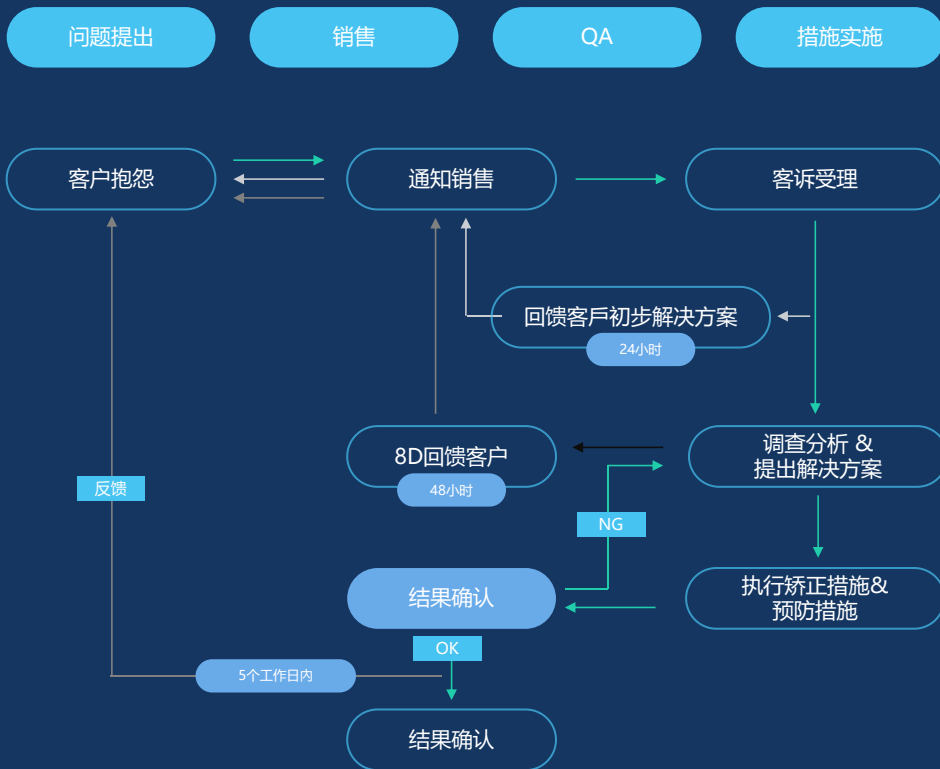 问题提出
销售
QA
措施实施
客户抱怨
通知销售
客诉受理
回馈客戶初步解决方案
24小时
8D回馈客户
48小时
调查分析 &
提出解决方案
反馈
NG
结果确认
执行矫正措施&
预防措施
OK
5个工作日内
结果确认